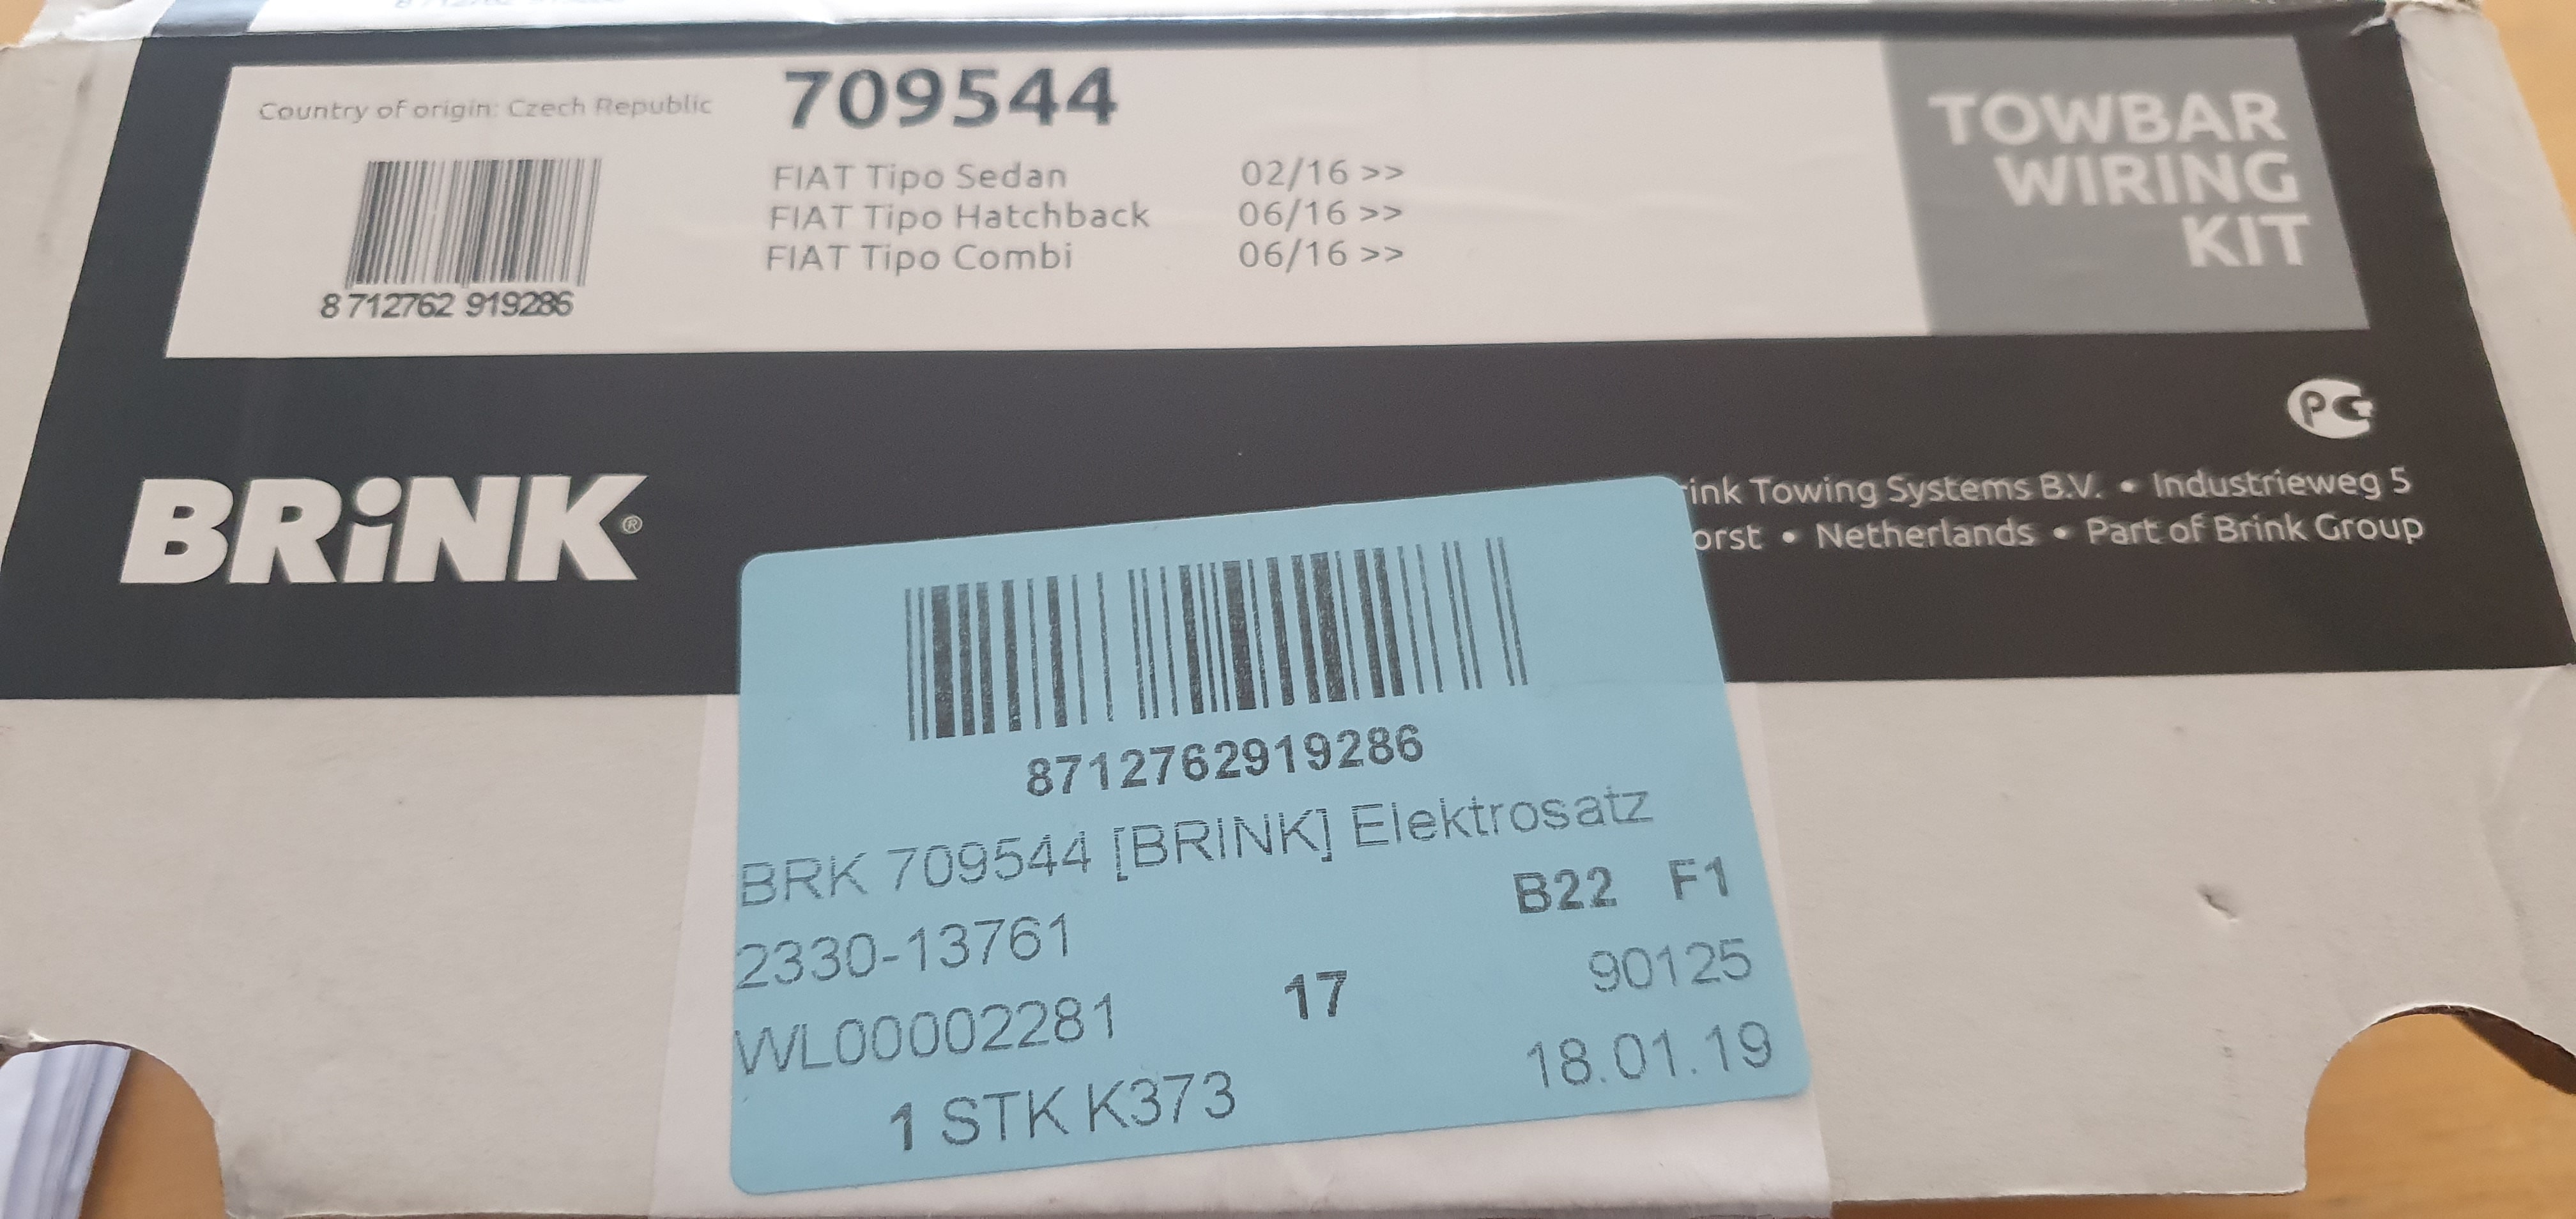 Country of origin: Czech Republic
709544
8 712762 919286
FIAT Tipo Sedan 02/16 >>
FIAT Tipo Hatchback 06/16 >>
FIAT Tipo Combi 06/16 >>
TOWBAR
WIRING
KIT
PG
BRiNK®
ink Towing Systems B.V. • Industrieweg 5
orst • Netherlands • Part of Brink Group
8712762919286
BRK 709544 [BRINK] Elektrosatz
B22 F1
2330-13761
90125
WL00002281 17
18.01.19
1 STK K373